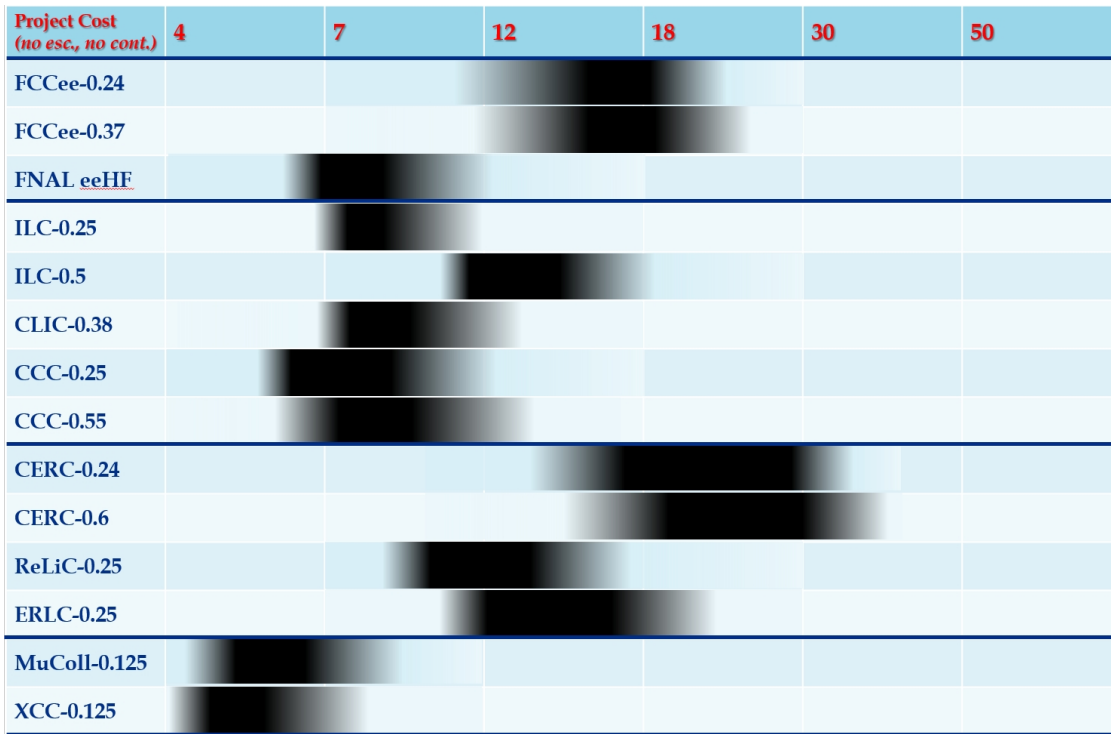 Project Cost
(no esc., no cont.) 4 7 12 18 30 50
FCCee-0.24
FCCee-0.37
FNAL eeHF
ILC-0.25
ILC-0.5
CLIC-0.38
CCC-0.25
CCC-0.55
CERC-0.24
CERC-0.6
ReLiC-0.25
ERLC-0.25
MuColl-0.125
XCC-0.125